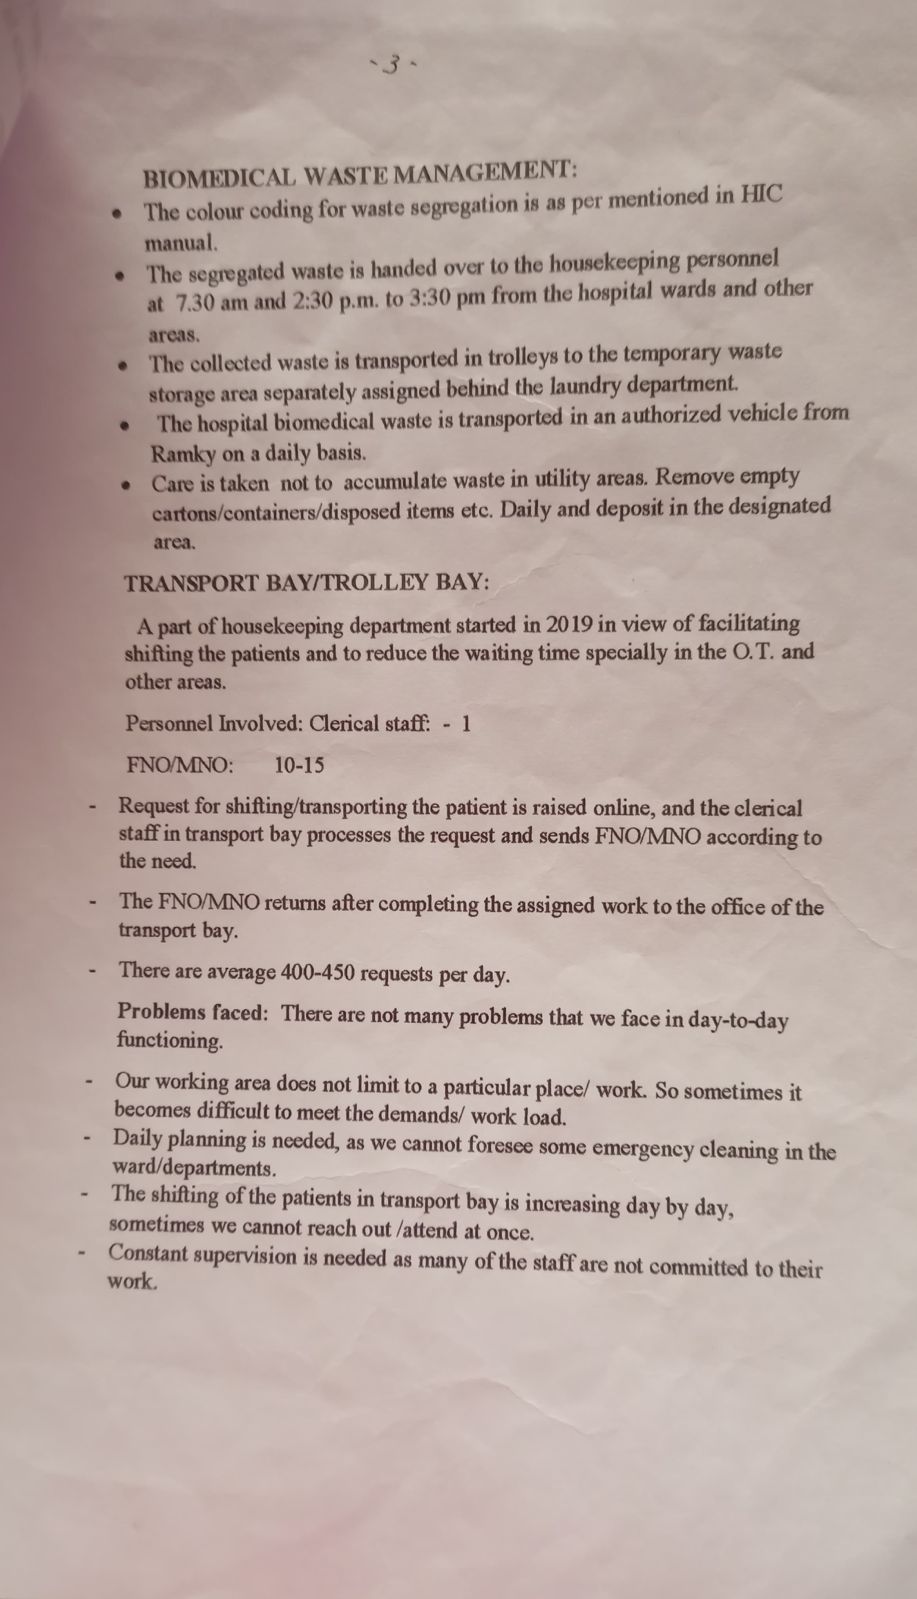 -3-
BIOMEDICAL WASTE MANAGEMENT:
• The colour coding for waste segregation is as per mentioned in HIC
manual.
• The segregated waste is handed over to the housekeeping personnel
at 7.30 am and 2:30 p.m. to 3:30 pm from the hospital wards and other
areas.
• The collected waste is transported in trolleys to the temporary waste
storage area separately assigned behind the laundry department.
• The hospital biomedical waste is transported in an authorized vehicle from
Ramky on a daily basis.
• Care is taken not to accumulate waste in utility areas. Remove empty
cartons/containers/disposed items etc. Daily and deposit in the designated
area.
TRANSPORT BAY/TROLLEY BAY:
A part of housekeeping department started in 2019 in view of facilitating
shifting the patients and to reduce the waiting time specially in the O.T. and
other areas.
Personnel Involved: Clerical staff: - 1
FNO/MNO: 10-15
- Request for shifting/transporting the patient is raised online, and the clerical
staff in transport bay processes the request and sends FNO/MNO according to
the need.
- The FNO/MNO returns after completing the assigned work to the office of the
transport bay.
- There are average 400-450 requests per day.
Problems faced: There are not many problems that we face in day-to-day
functioning.
- Our working area does not limit to a particular place/ work. So sometimes it
becomes difficult to meet the demands/ work load.
- Daily planning is needed, as we cannot foresee some emergency cleaning in the
ward/departments.
- The shifting of the patients in transport bay is increasing day by day,
sometimes we cannot reach out /attend at once.
- Constant supervision is needed as many of the staff are not committed to their
work.